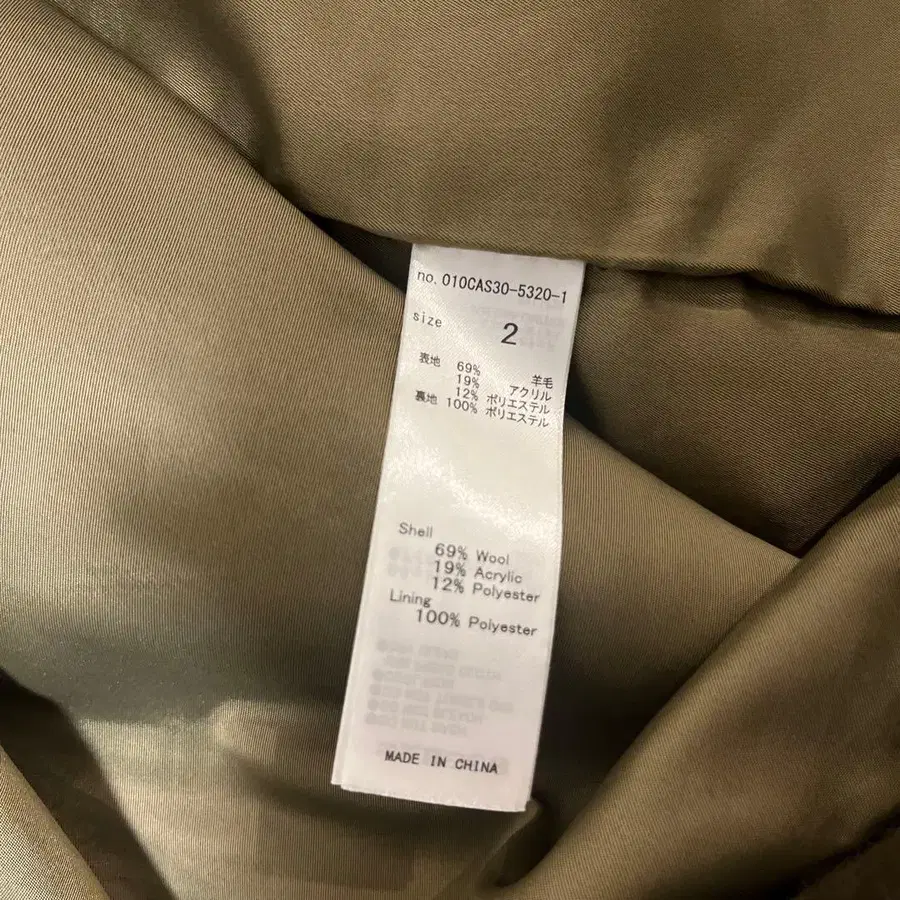 no. 010CAS30-5320-1
size 2
表地 69% 羊毛
19% アクリル
12% ポリエステル
裏地 100% ポリエステル
Shell
69% Wool
19% Acrylic
12% Polyester
Lining
100% Polyester
MADE IN CHINA